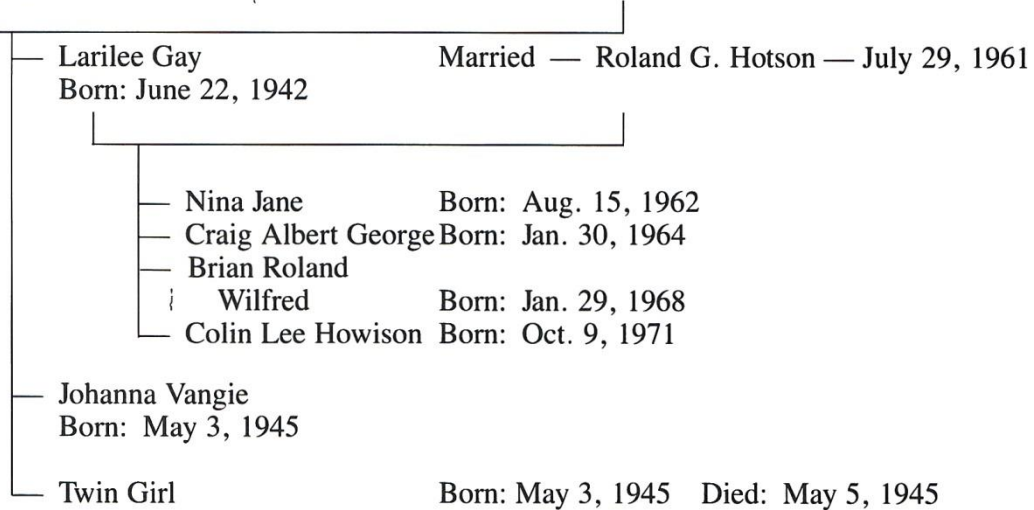 Larilee Gay Married — Roland G. Hotson — July 29, 1961
Born: June 22, 1942
Nina Jane Born: Aug. 15, 1962
Craig Albert George Born: Jan. 30, 1964
Brian Roland
Wilfred Born: Jan. 29, 1968
Colin Lee Howison Born: Oct. 9, 1971
Johanna Vangie
Born: May 3, 1945
Twin Girl Born: May 3, 1945 Died: May 5, 1945